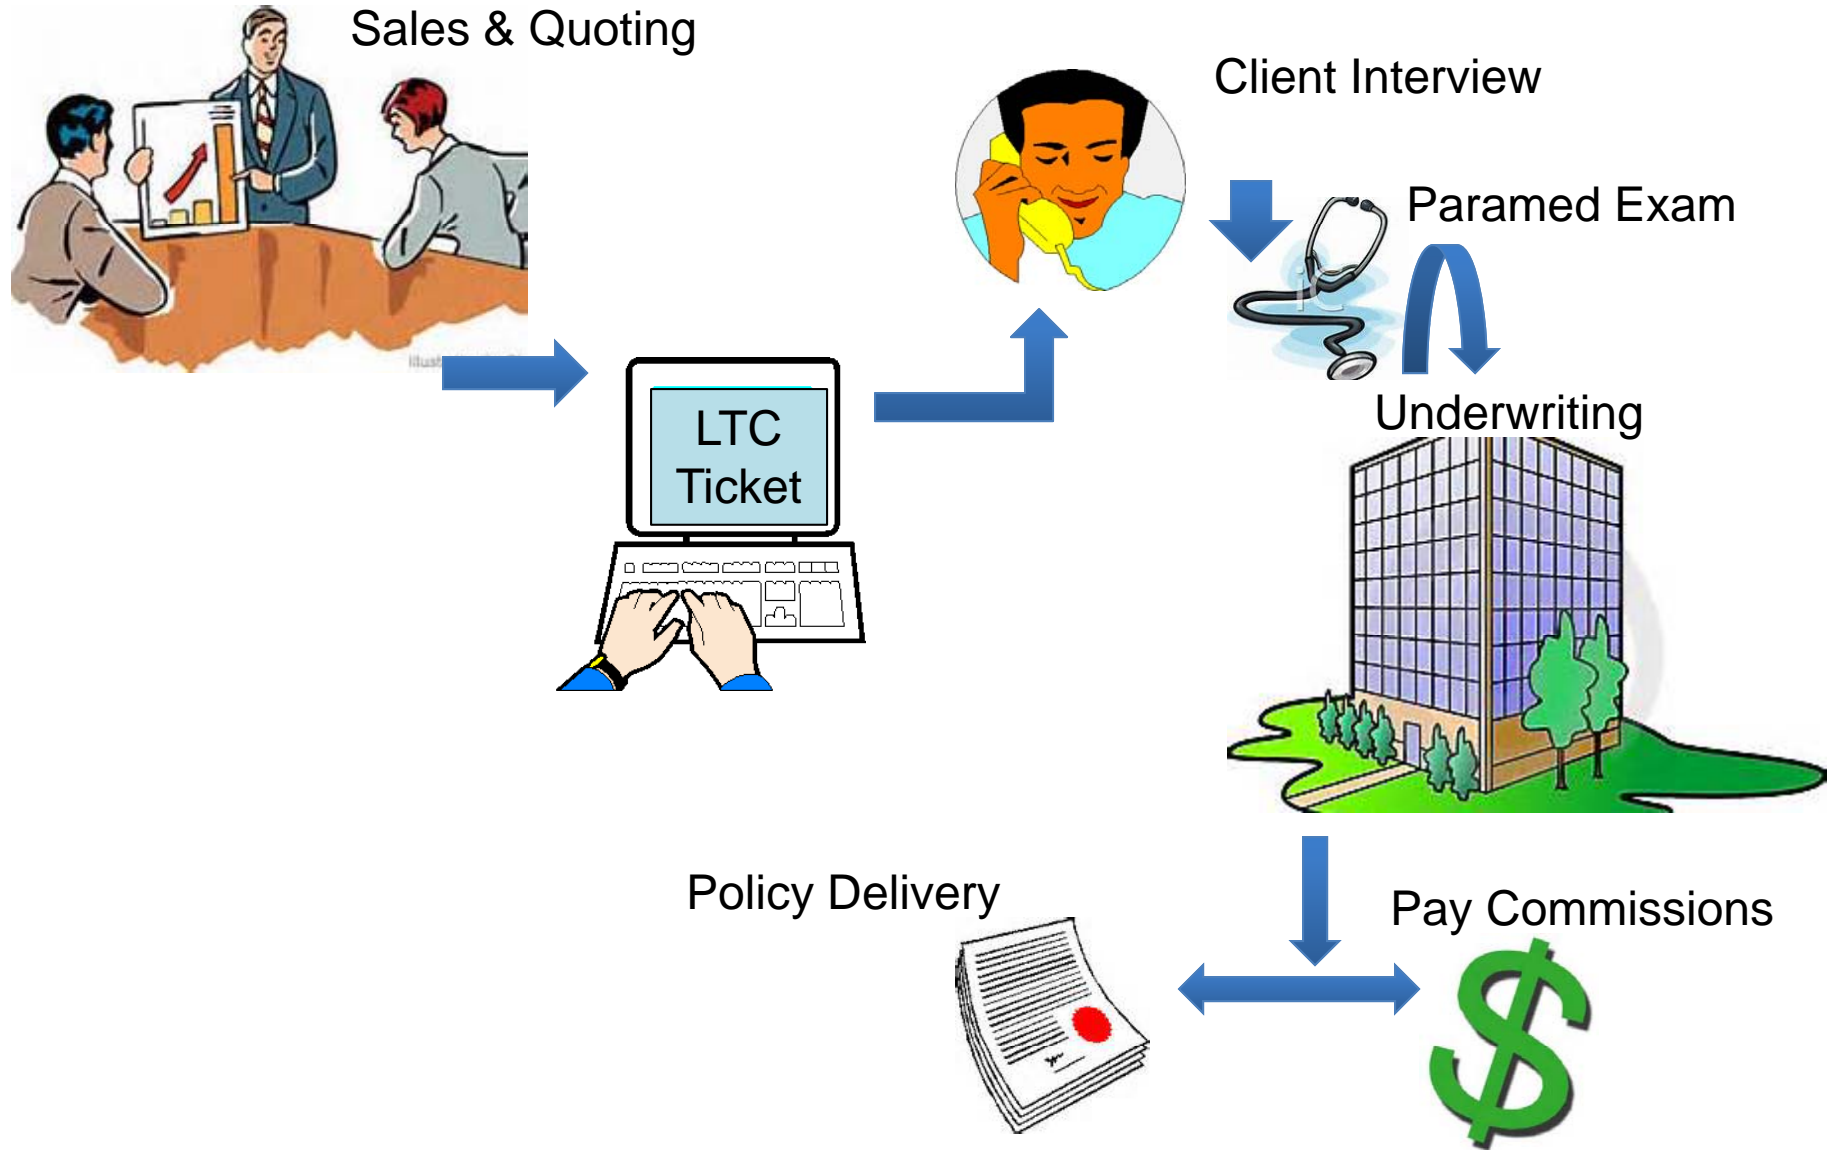 Sales & Quoting
Client Interview
Paramed Exam
LTC
Ticket
Underwriting
Policy Delivery
Pay Commissions